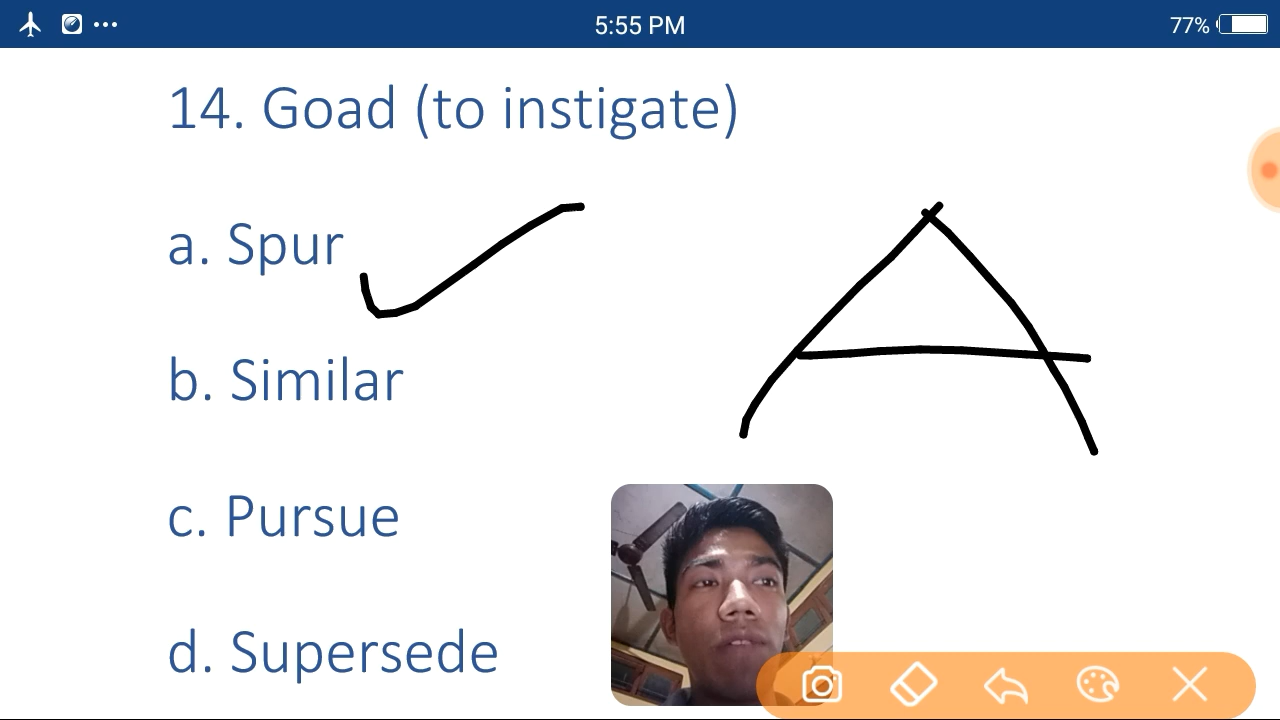 5:55 PM
77%
14. Goad (to instigate)
a. Spur
A
b. Similar
c. Pursue
d. Supersede